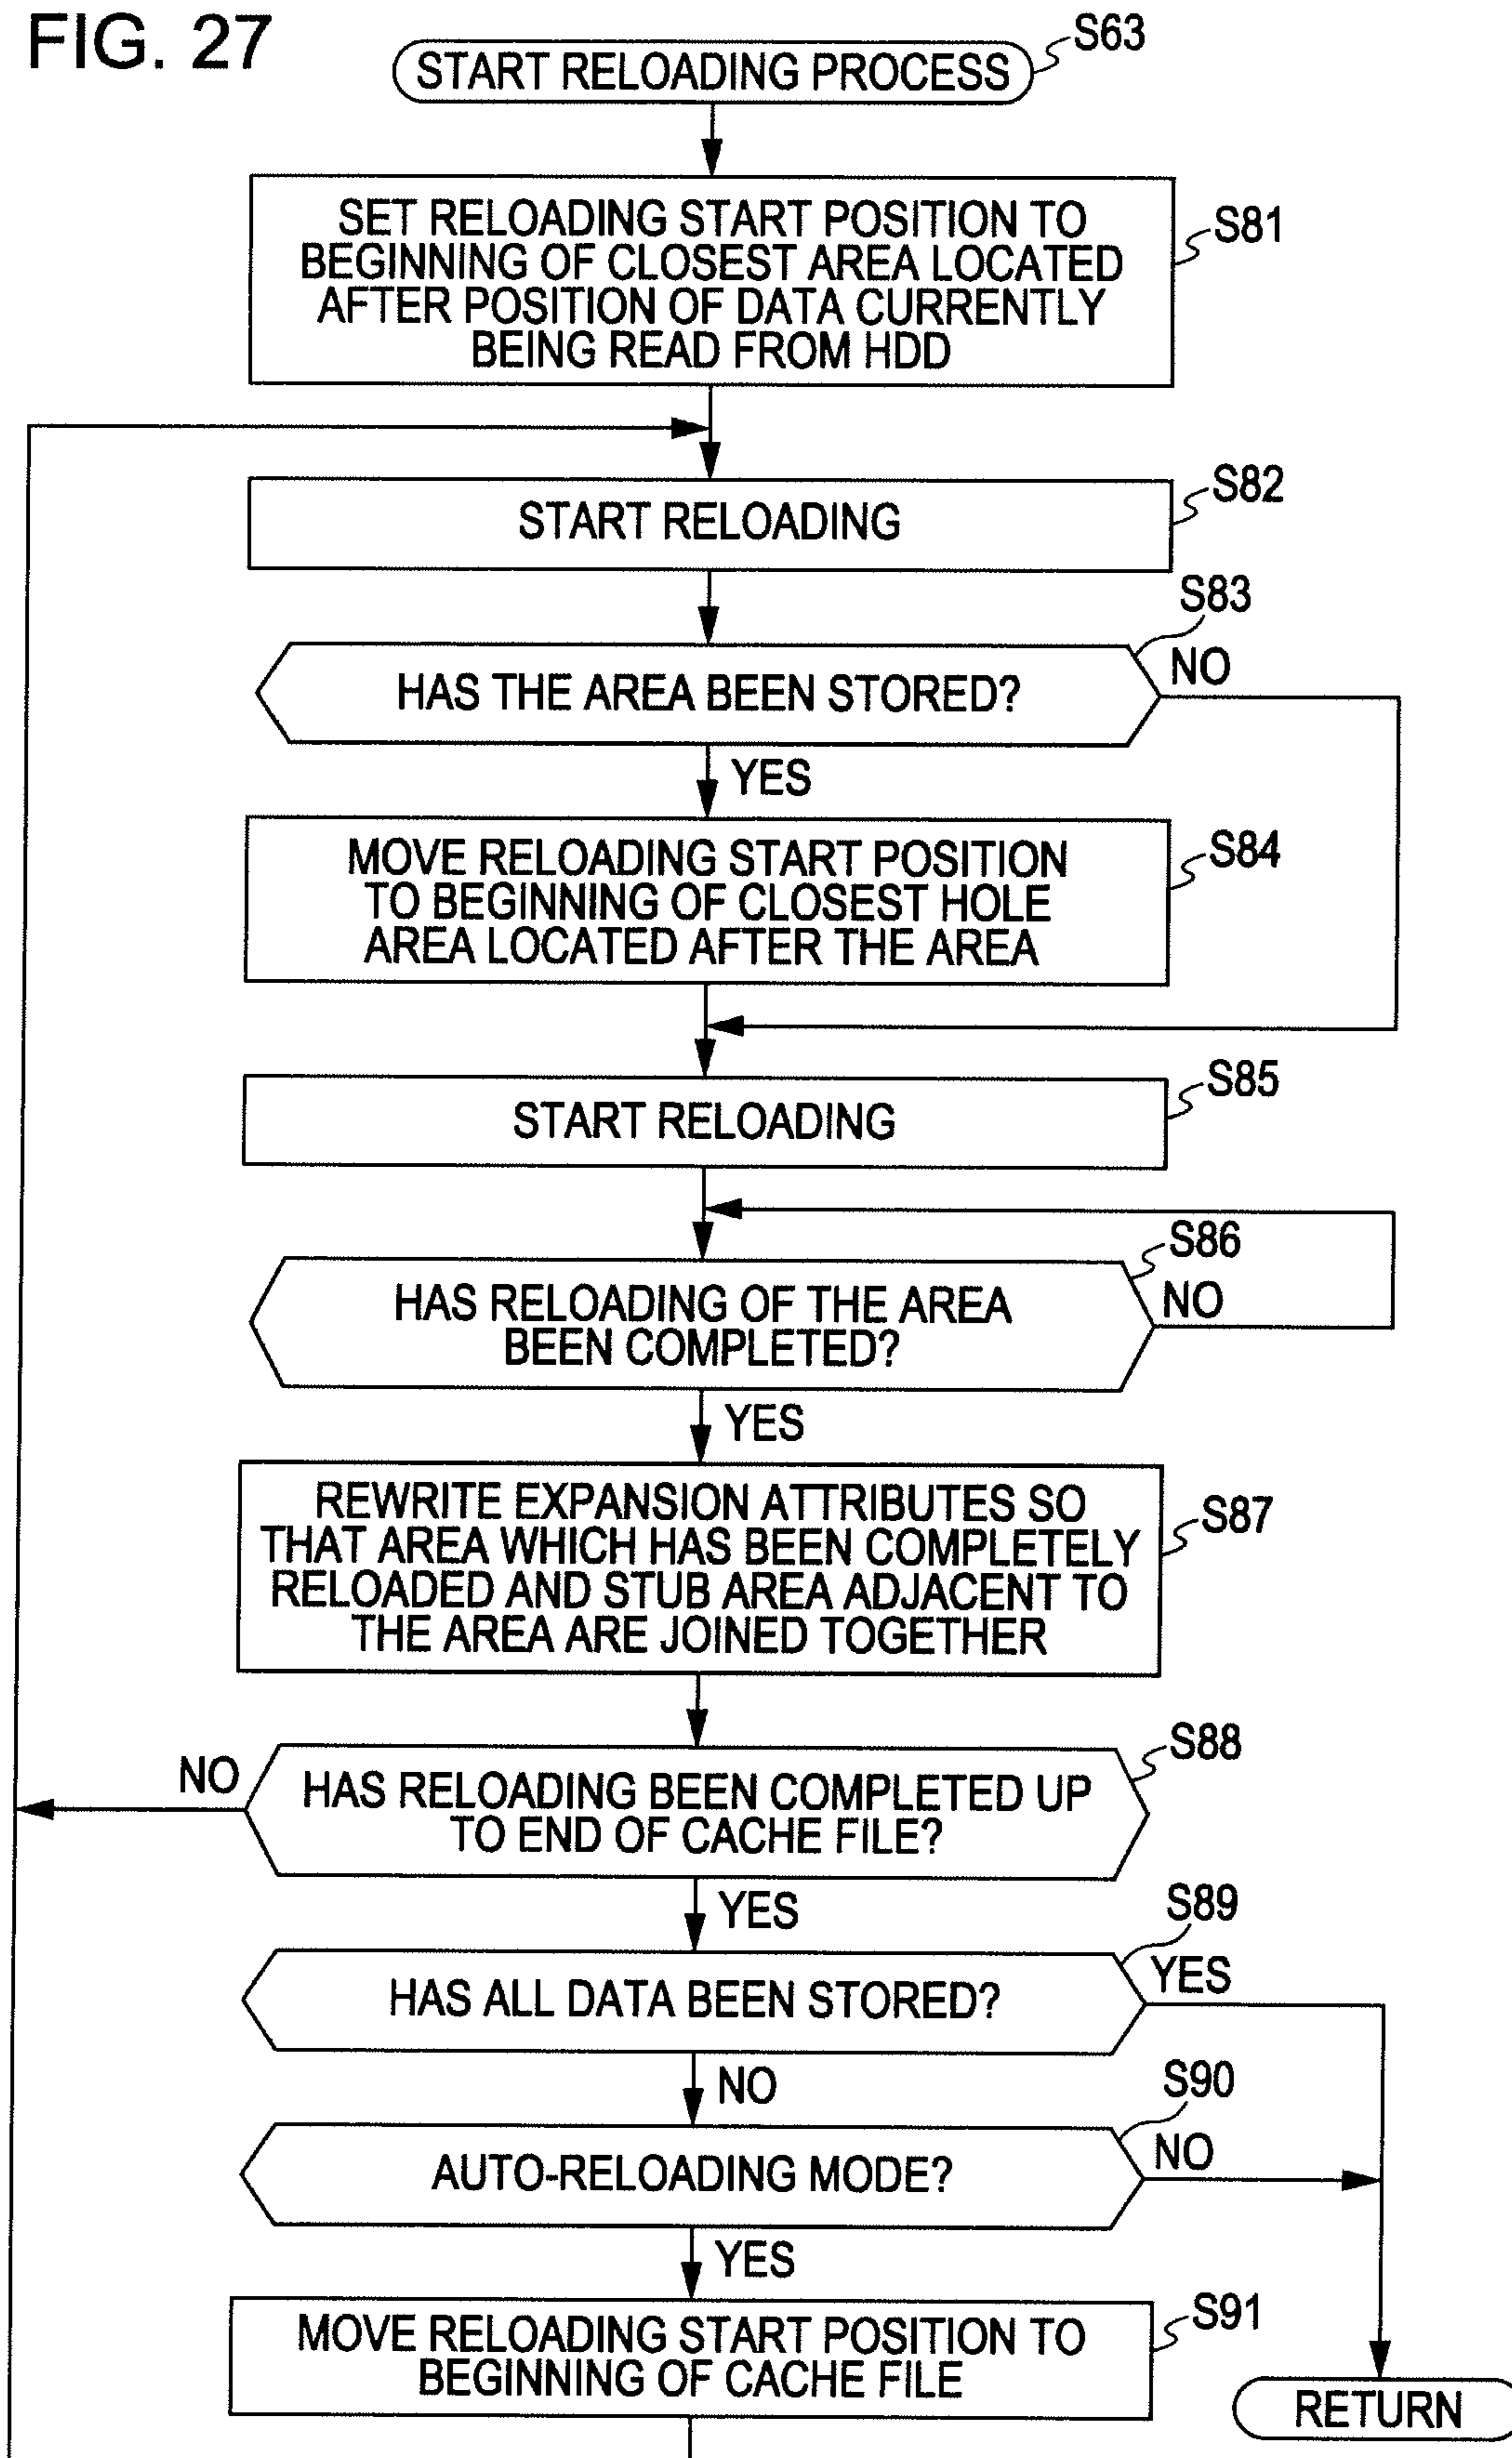 FIG. 27
START RELOADING PROCESS
S63
SET RELOADING START POSITION TO
BEGINNING OF CLOSEST AREA LOCATED
AFTER POSITION OF DATA CURRENTLY
BEING READ FROM HDD
S81
START RELOADING
S82
HAS THE AREA BEEN STORED?
S83
NO
YES
MOVE RELOADING START POSITION
TO BEGINNING OF CLOSEST HOLE
AREA LOCATED AFTER THE AREA
S84
START RELOADING
S85
HAS RELOADING OF THE AREA
BEEN COMPLETED?
S86
NO
YES
REWRITE EXPANSION ATTRIBUTES SO
THAT AREA WHICH HAS BEEN COMPLETELY
RELOADED AND STUB AREA ADJACENT TO
THE AREA ARE JOINED TOGETHER
S87
NO
HAS RELOADING BEEN COMPLETED UP
TO END OF CACHE FILE?
S88
YES
HAS ALL DATA BEEN STORED?
S89
YES
NO
AUTO-RELOADING MODE?
S90
NO
YES
MOVE RELOADING START POSITION TO
BEGINNING OF CACHE FILE
S91
RETURN